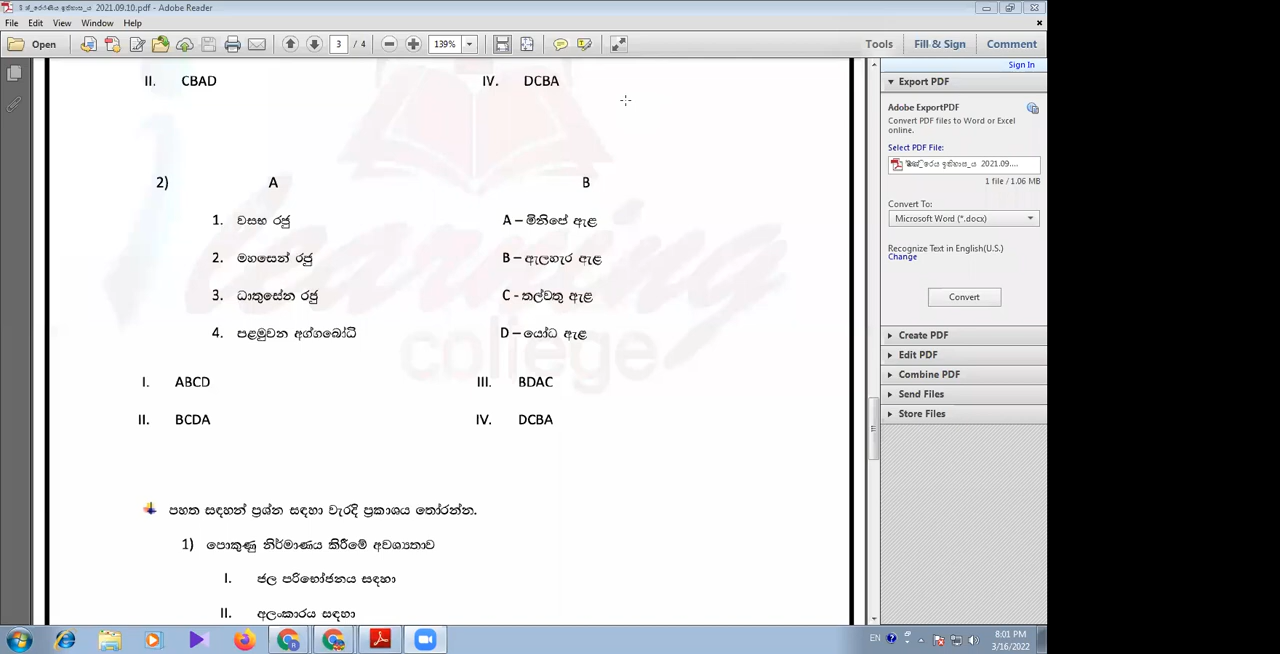 2021.09.10.pdf - Adobe Reader
File Edit View Window Help
Open 3 / 4 139% Tools Fill & Sign Comment
Sign In
II. CBAD IV. DCBA
Export PDF
Adobe ExportPDF
Convert PDF files to Word or Excel
online.
Select PDF File:
2021.09....
1 file / 1.06 MB
Convert To:
Microsoft Word (*.docx)
Recognize Text in English(U.S.)
Change
Convert
Create PDF
Edit PDF
Combine PDF
Send Files
Store Files
2) A B
1. වසභ රජු A – මිනිපේ ඇළ
2. මහසෙන් රජු B – ඇලහැර ඇළ
3. ධාතුසේන රජු C - තල්වතු ඇළ
4. පළමුවන අග්ගබෝධි D – යෝධ ඇළ
I. ABCD III. BDAC
II. BCDA IV. DCBA
learning
college
පහත සඳහන් ප්‍රශ්න සඳහා වැරදි ප්‍රකාශය තෝරන්න.
1) පොකුණු නිර්මාණය කිරීමේ අවශ්‍යතාව
I. ජල පරිභෝජනය සඳහා
II. අලංකාරය සඳහා
EN 8:01 PM
3/16/2022